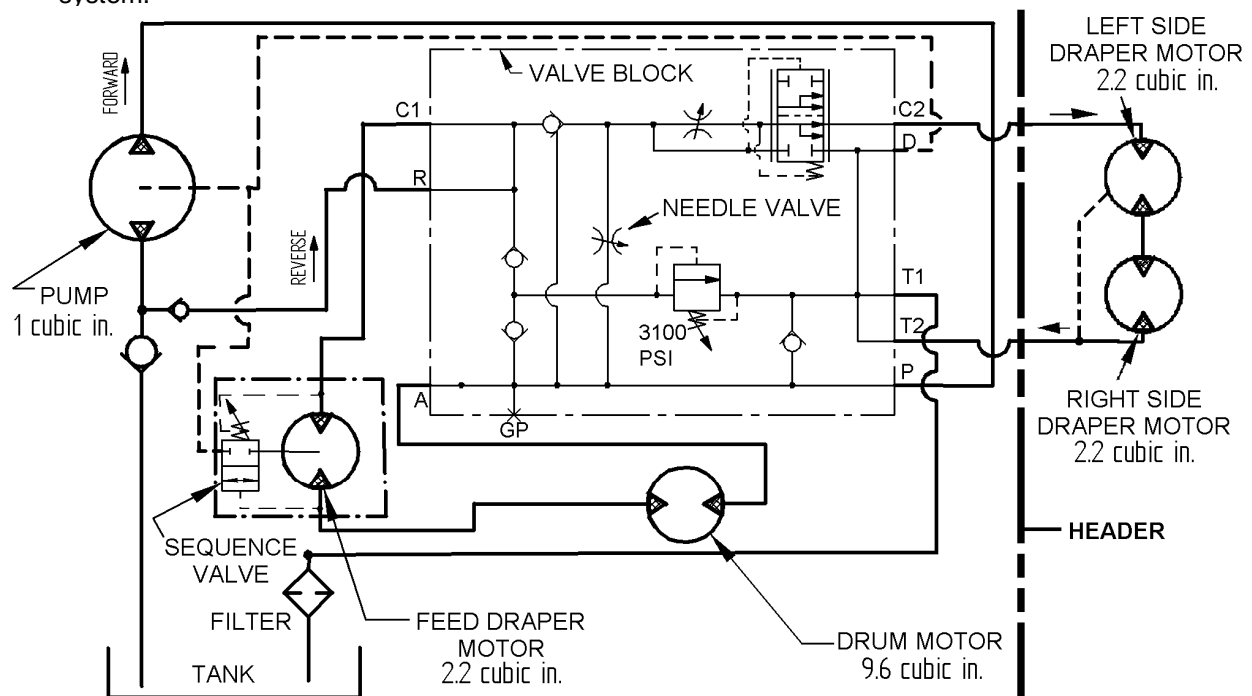 system.
FORWARD
VALVE BLOCK
LEFT SIDE
DRAPER MOTOR
2.2 cubic in.
C1
C2
D
R
NEEDLE VALVE
REVERSE
PUMP
1 cubic in.
3100
PSI
T1
T2
P
A
GP
RIGHT SIDE
DRAPER MOTOR
2.2 cubic in.
HEADER
SEQUENCE
VALVE
FILTER
FEED DRAPER
MOTOR
2.2 cubic in.
DRUM MOTOR
9.6 cubic in.
TANK